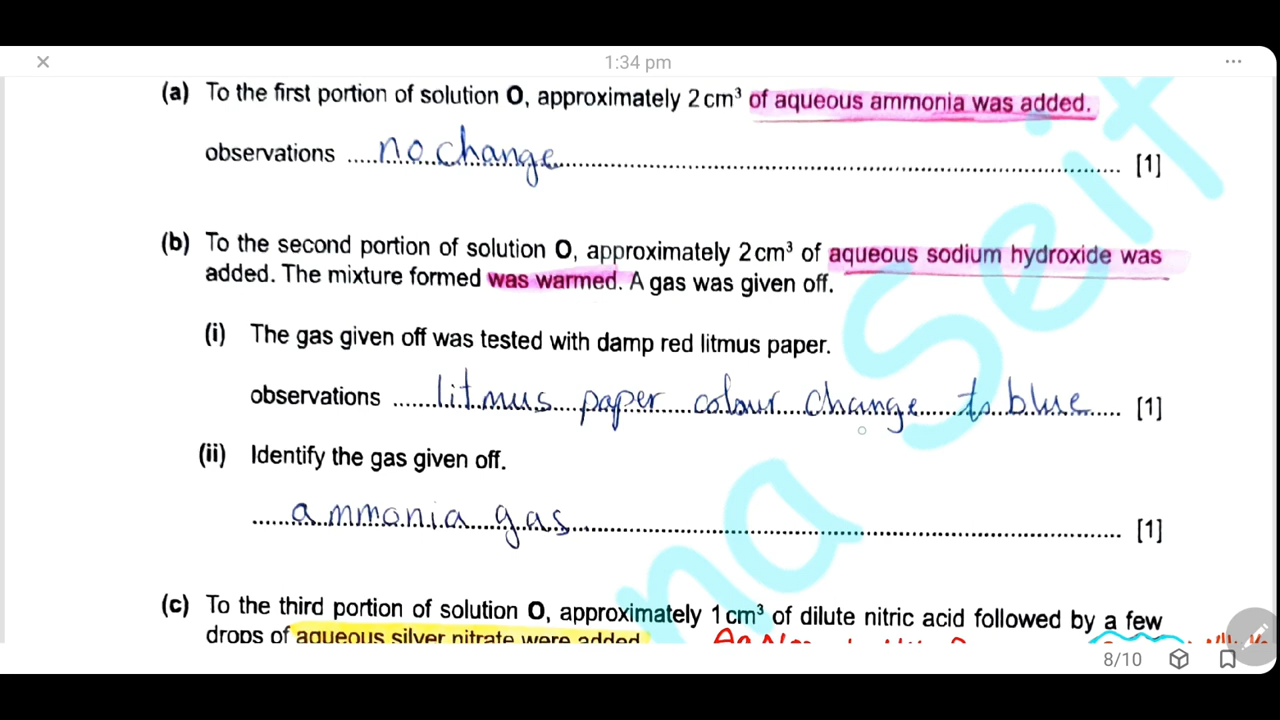 1:34 pm
(a) To the first portion of solution O, approximately 2 cm³ of aqueous ammonia was added.
observations ..... no change ..... [1]
(b) To the second portion of solution O, approximately 2 cm³ of aqueous sodium hydroxide was
added. The mixture formed was warmed. A gas was given off.
(i) The gas given off was tested with damp red litmus paper.
observations ..... litmus paper colour change to blue ..... [1]
(ii) Identify the gas given off.
..... ammonia gas ..... [1]
(c) To the third portion of solution O, approximately 1 cm³ of dilute nitric acid followed by a few
drops of aqueous silver nitrate were added
8/10